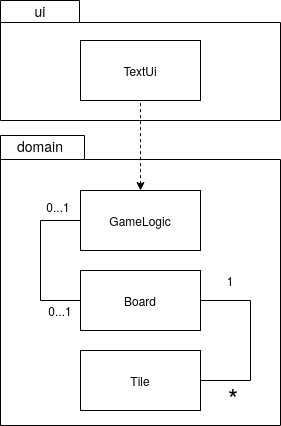 ui
TextUi
domain
0...1
GameLogic
0...1
Board
1
Tile
*